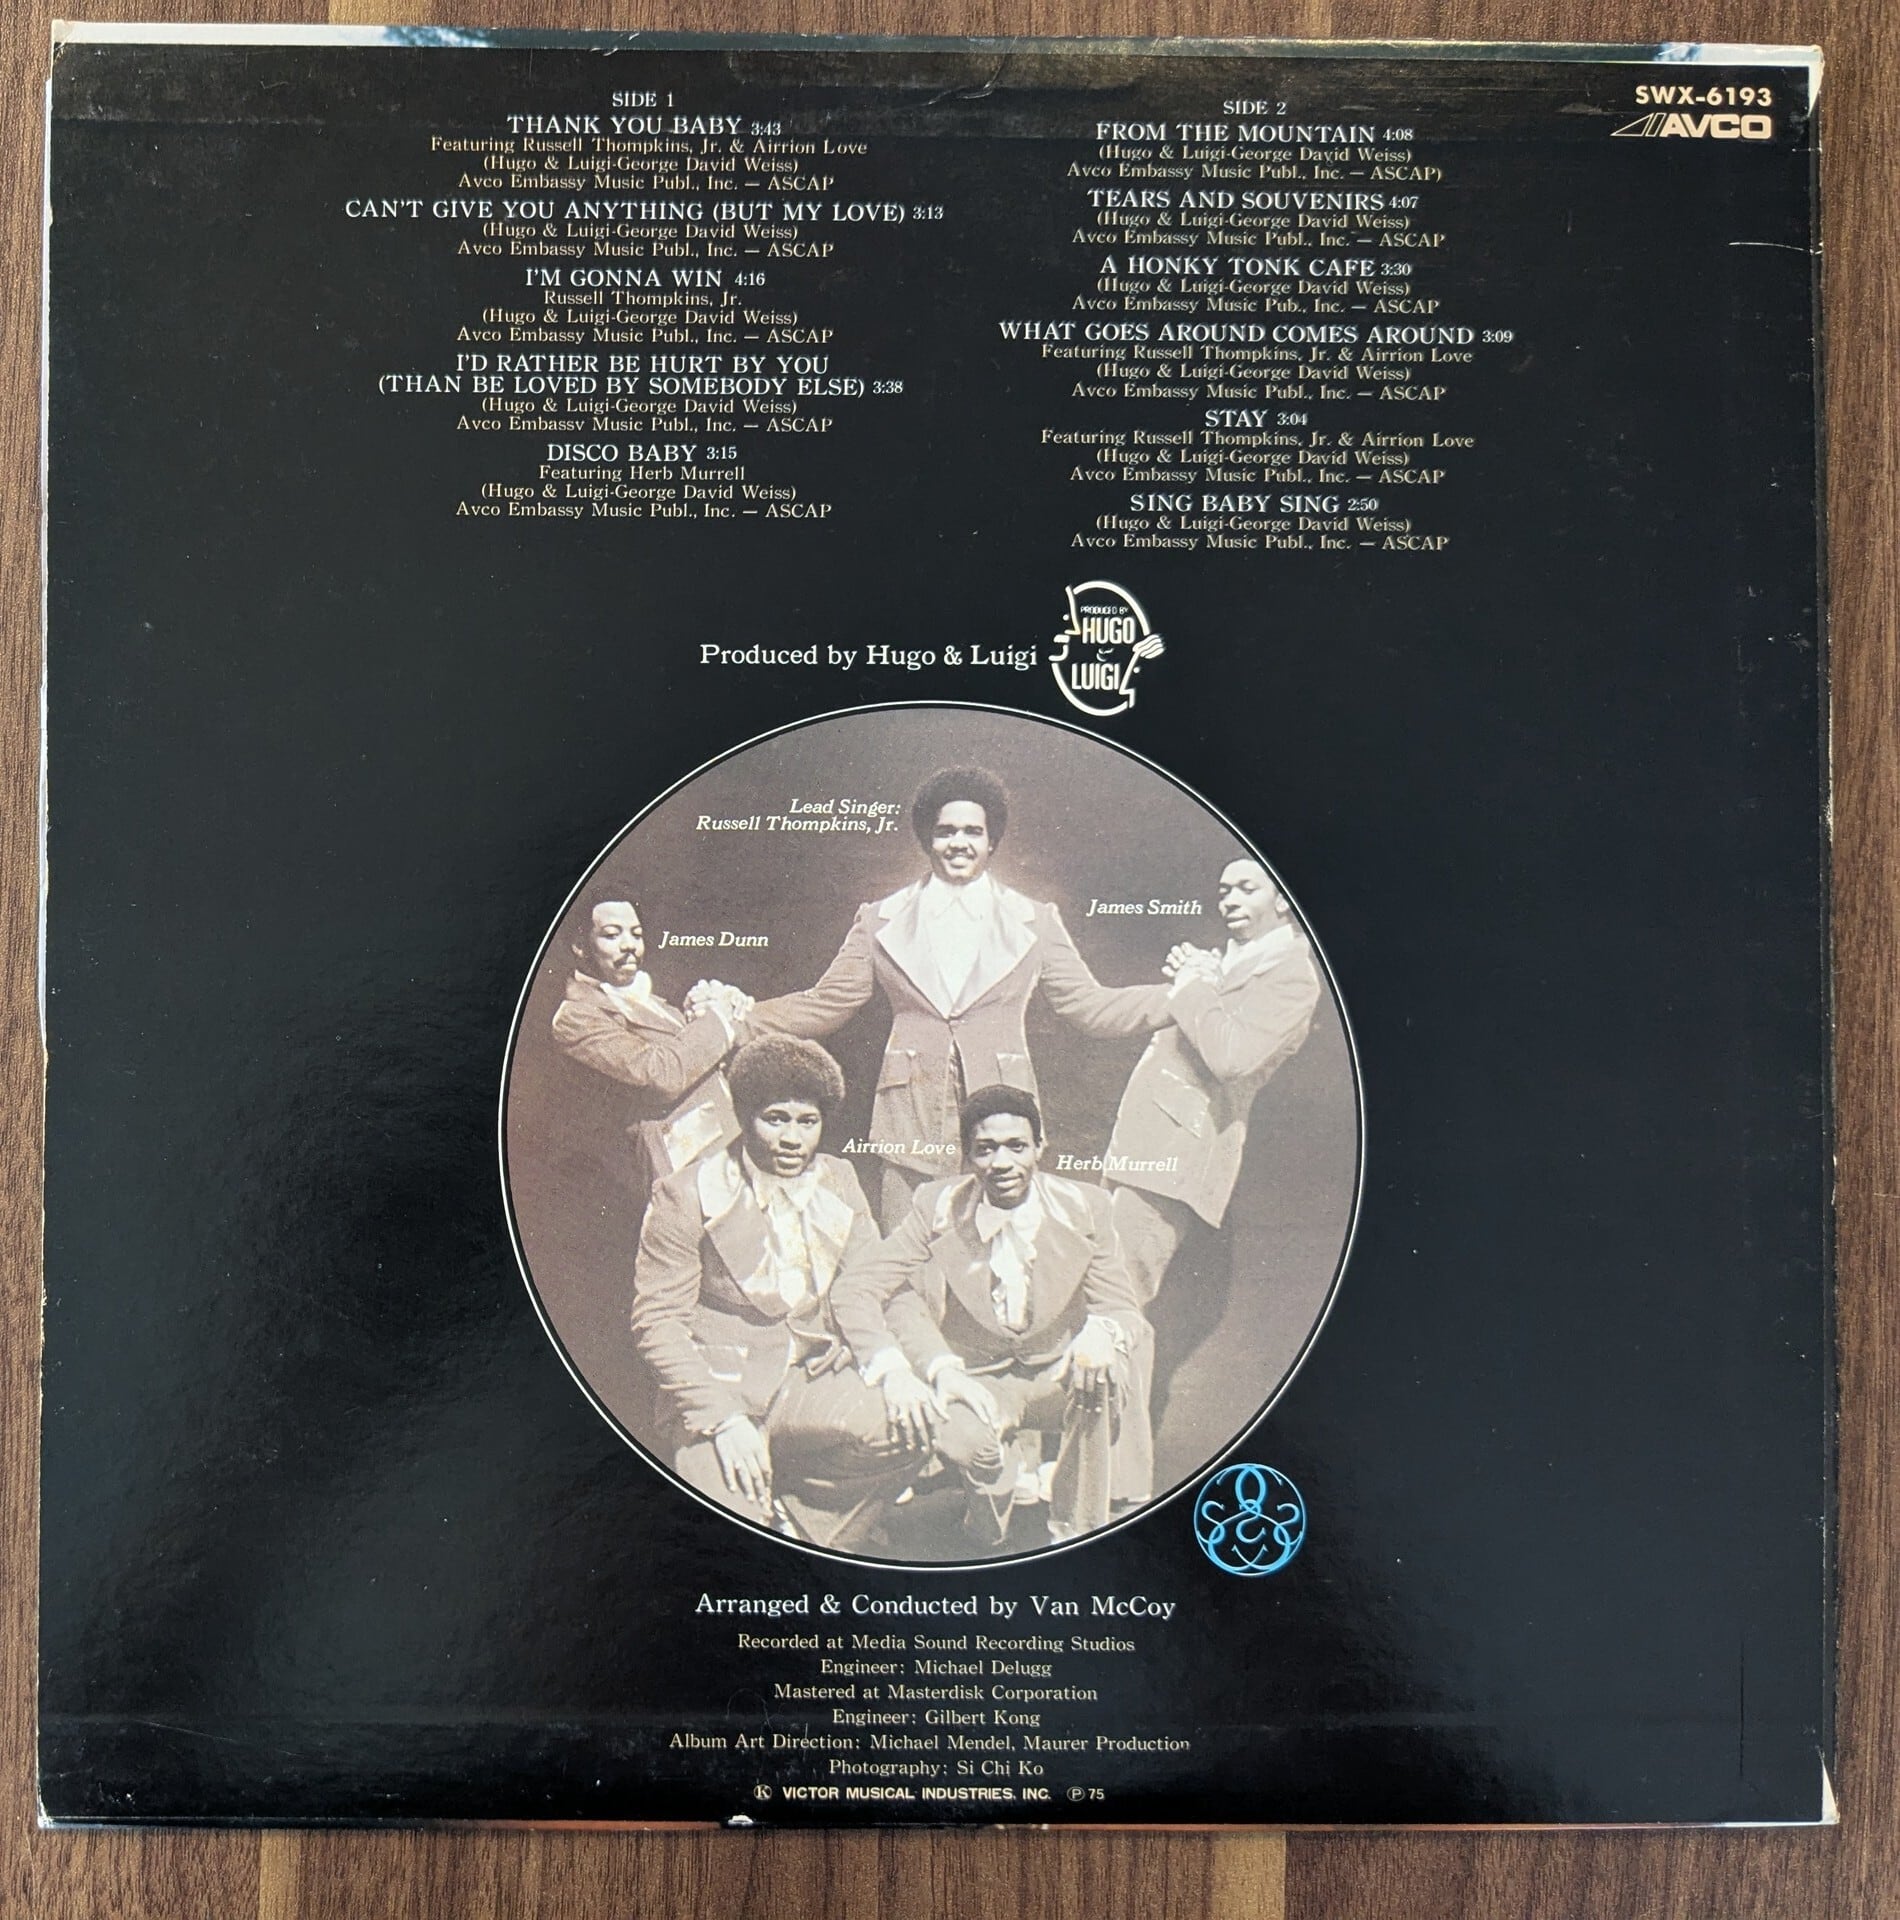 SIDE 1
THANK YOU BABY 3:43
Featuring Russell Thompkins, Jr. & Airrion Love
(Hugo & Luigi-George David Weiss)
Avco Embassy Music Publ., Inc. — ASCAP
CAN'T GIVE YOU ANYTHING (BUT MY LOVE) 3:13
(Hugo & Luigi-George David Weiss)
Avco Embassy Music Publ., Inc. — ASCAP
I'M GONNA WIN 4:16
Russell Thompkins, Jr.
(Hugo & Luigi-George David Weiss)
Avco Embassy Music Publ., Inc. — ASCAP
I'D RATHER BE HURT BY YOU
(THAN BE LOVED BY SOMEBODY ELSE) 3:38
(Hugo & Luigi-George David Weiss)
Avco Embassy Music Publ., Inc. — ASCAP
DISCO BABY 3:15
Featuring Herb Murrell
(Hugo & Luigi-George David Weiss)
Avco Embassy Music Publ., Inc. — ASCAP
SIDE 2
FROM THE MOUNTAIN 4:08
(Hugo & Luigi-George David Weiss)
Avco Embassy Music Publ., Inc. — ASCAP)
TEARS AND SOUVENIRS 4:07
(Hugo & Luigi-George David Weiss)
Avco Embassy Music Publ., Inc. — ASCAP
A HONKY TONK CAFE 3:30
(Hugo & Luigi-George David Weiss)
Avco Embassy Music Pub., Inc. — ASCAP
WHAT GOES AROUND COMES AROUND 3:09
Featuring Russell Thompkins, Jr. & Airrion Love
(Hugo & Luigi-George David Weiss)
Avco Embassy Music Publ., Inc. — ASCAP
STAY 3:04
Featuring Russell Thompkins, Jr. & Airrion Love
(Hugo & Luigi-George David Weiss)
Avco Embassy Music Publ., Inc. — ASCAP
SING BABY SING 2:50
(Hugo & Luigi-George David Weiss)
Avco Embassy Music Publ., Inc. — ASCAP
SWX-6193
AVCO
Produced by Hugo & Luigi
PRODUCED BY
HUGO
&
LUIGI
Lead Singer:
Russell Thompkins, Jr.
James Smith
James Dunn
Airrion Love
Herb Murrell
Arranged & Conducted by Van McCoy
Recorded at Media Sound Recording Studios
Engineer: Michael Delugg
Mastered at Masterdisk Corporation
Engineer: Gilbert Kong
Album Art Direction: Michael Mendel, Maurer Production
Photography: Si Chi Ko
Ⓚ VICTOR MUSICAL INDUSTRIES, INC. Ⓟ 75